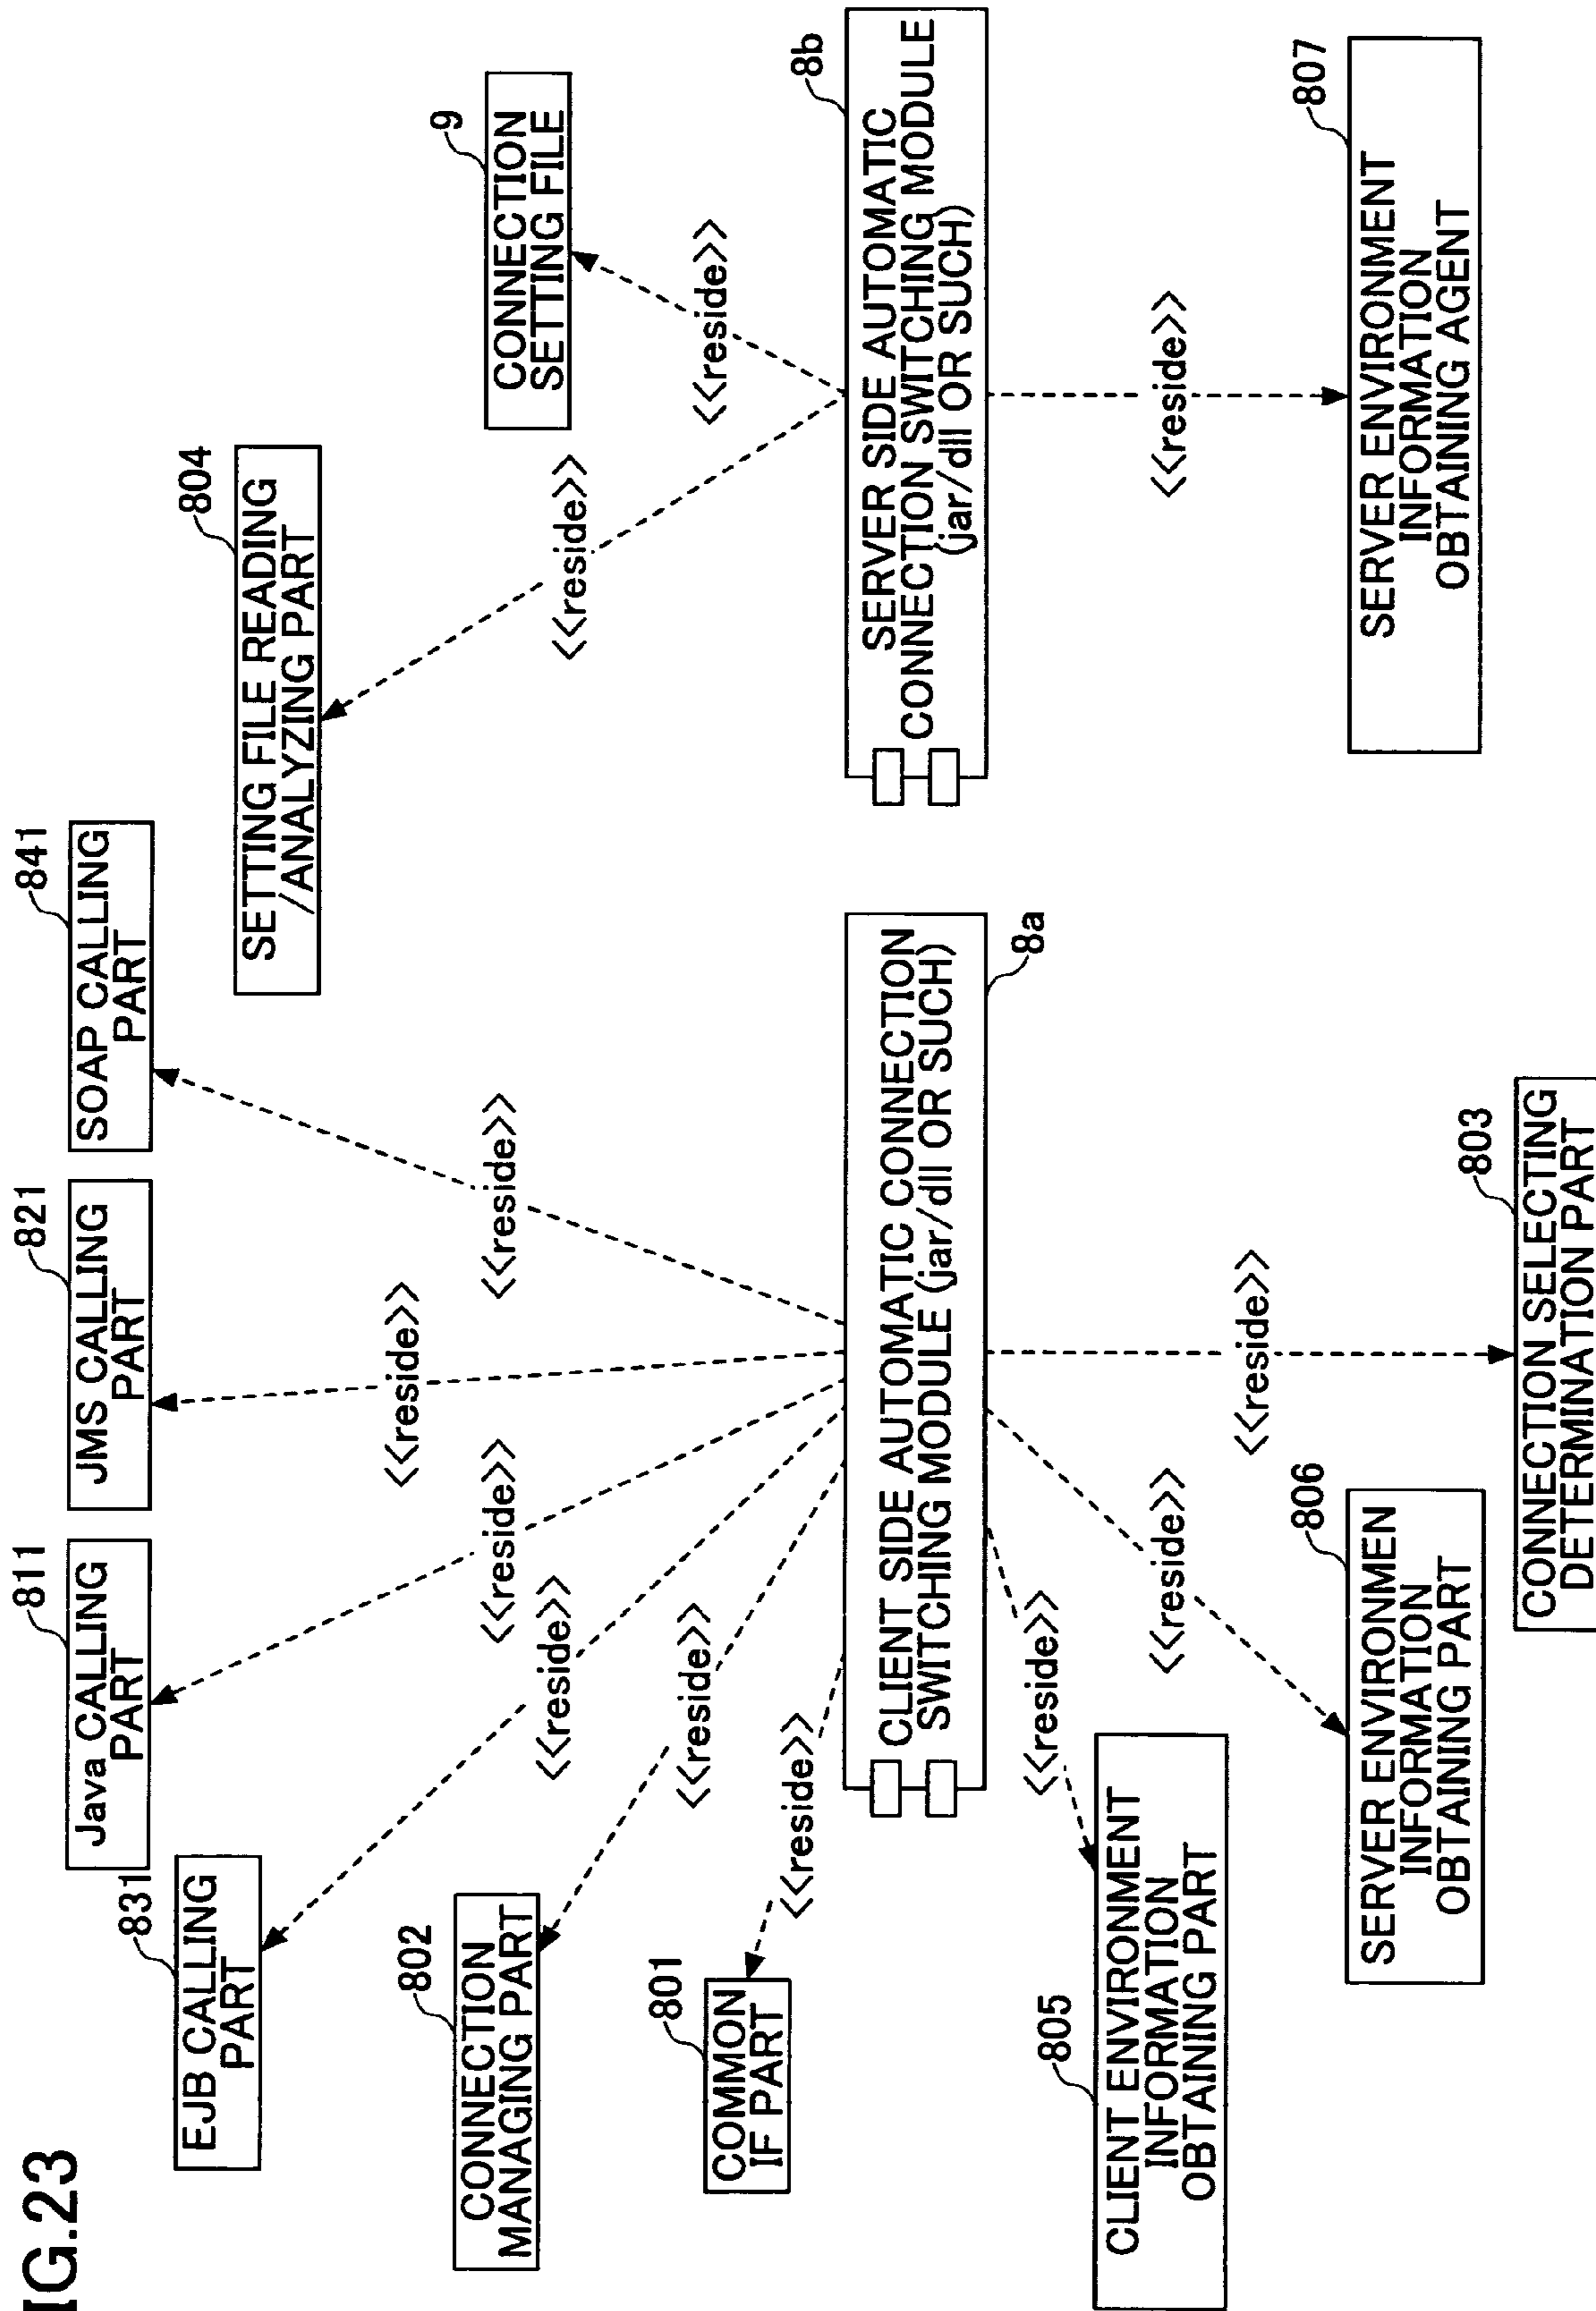 IG.23
831
EJB CALLING
PART
811
Java CALLING
PART
821
JMS CALLING
PART
841
SOAP CALLING
PART
804
SETTING FILE READING
/ANALYZING PART
9
CONNECTION
SETTING FILE
802
CONNECTION
MANAGING PART
801
COMMON
IF PART
<<reside>>
<<reside>>
<<reside>>
<<reside>>
<<reside>>
<<reside>>
<<reside>>
<<reside>>
CLIENT SIDE AUTOMATIC CONNECTION
SWITCHING MODULE (jar/dll OR SUCH)
8a
SERVER SIDE AUTOMATIC
CONNECTION SWITCHING MODULE
(jar/dll OR SUCH)
8b
<<reside>>
<<reside>>
<<reside>>
<<reside>>
805
CLIENT ENVIRONMENT
INFORMATION
OBTAINING PART
806
SERVER ENVIRONMEN
INFORMATION
OBTAINING PART
803
CONNECTION SELECTING
DETERMINATION PART
807
SERVER ENVIRONMENT
INFORMATION
OBTAINING AGENT